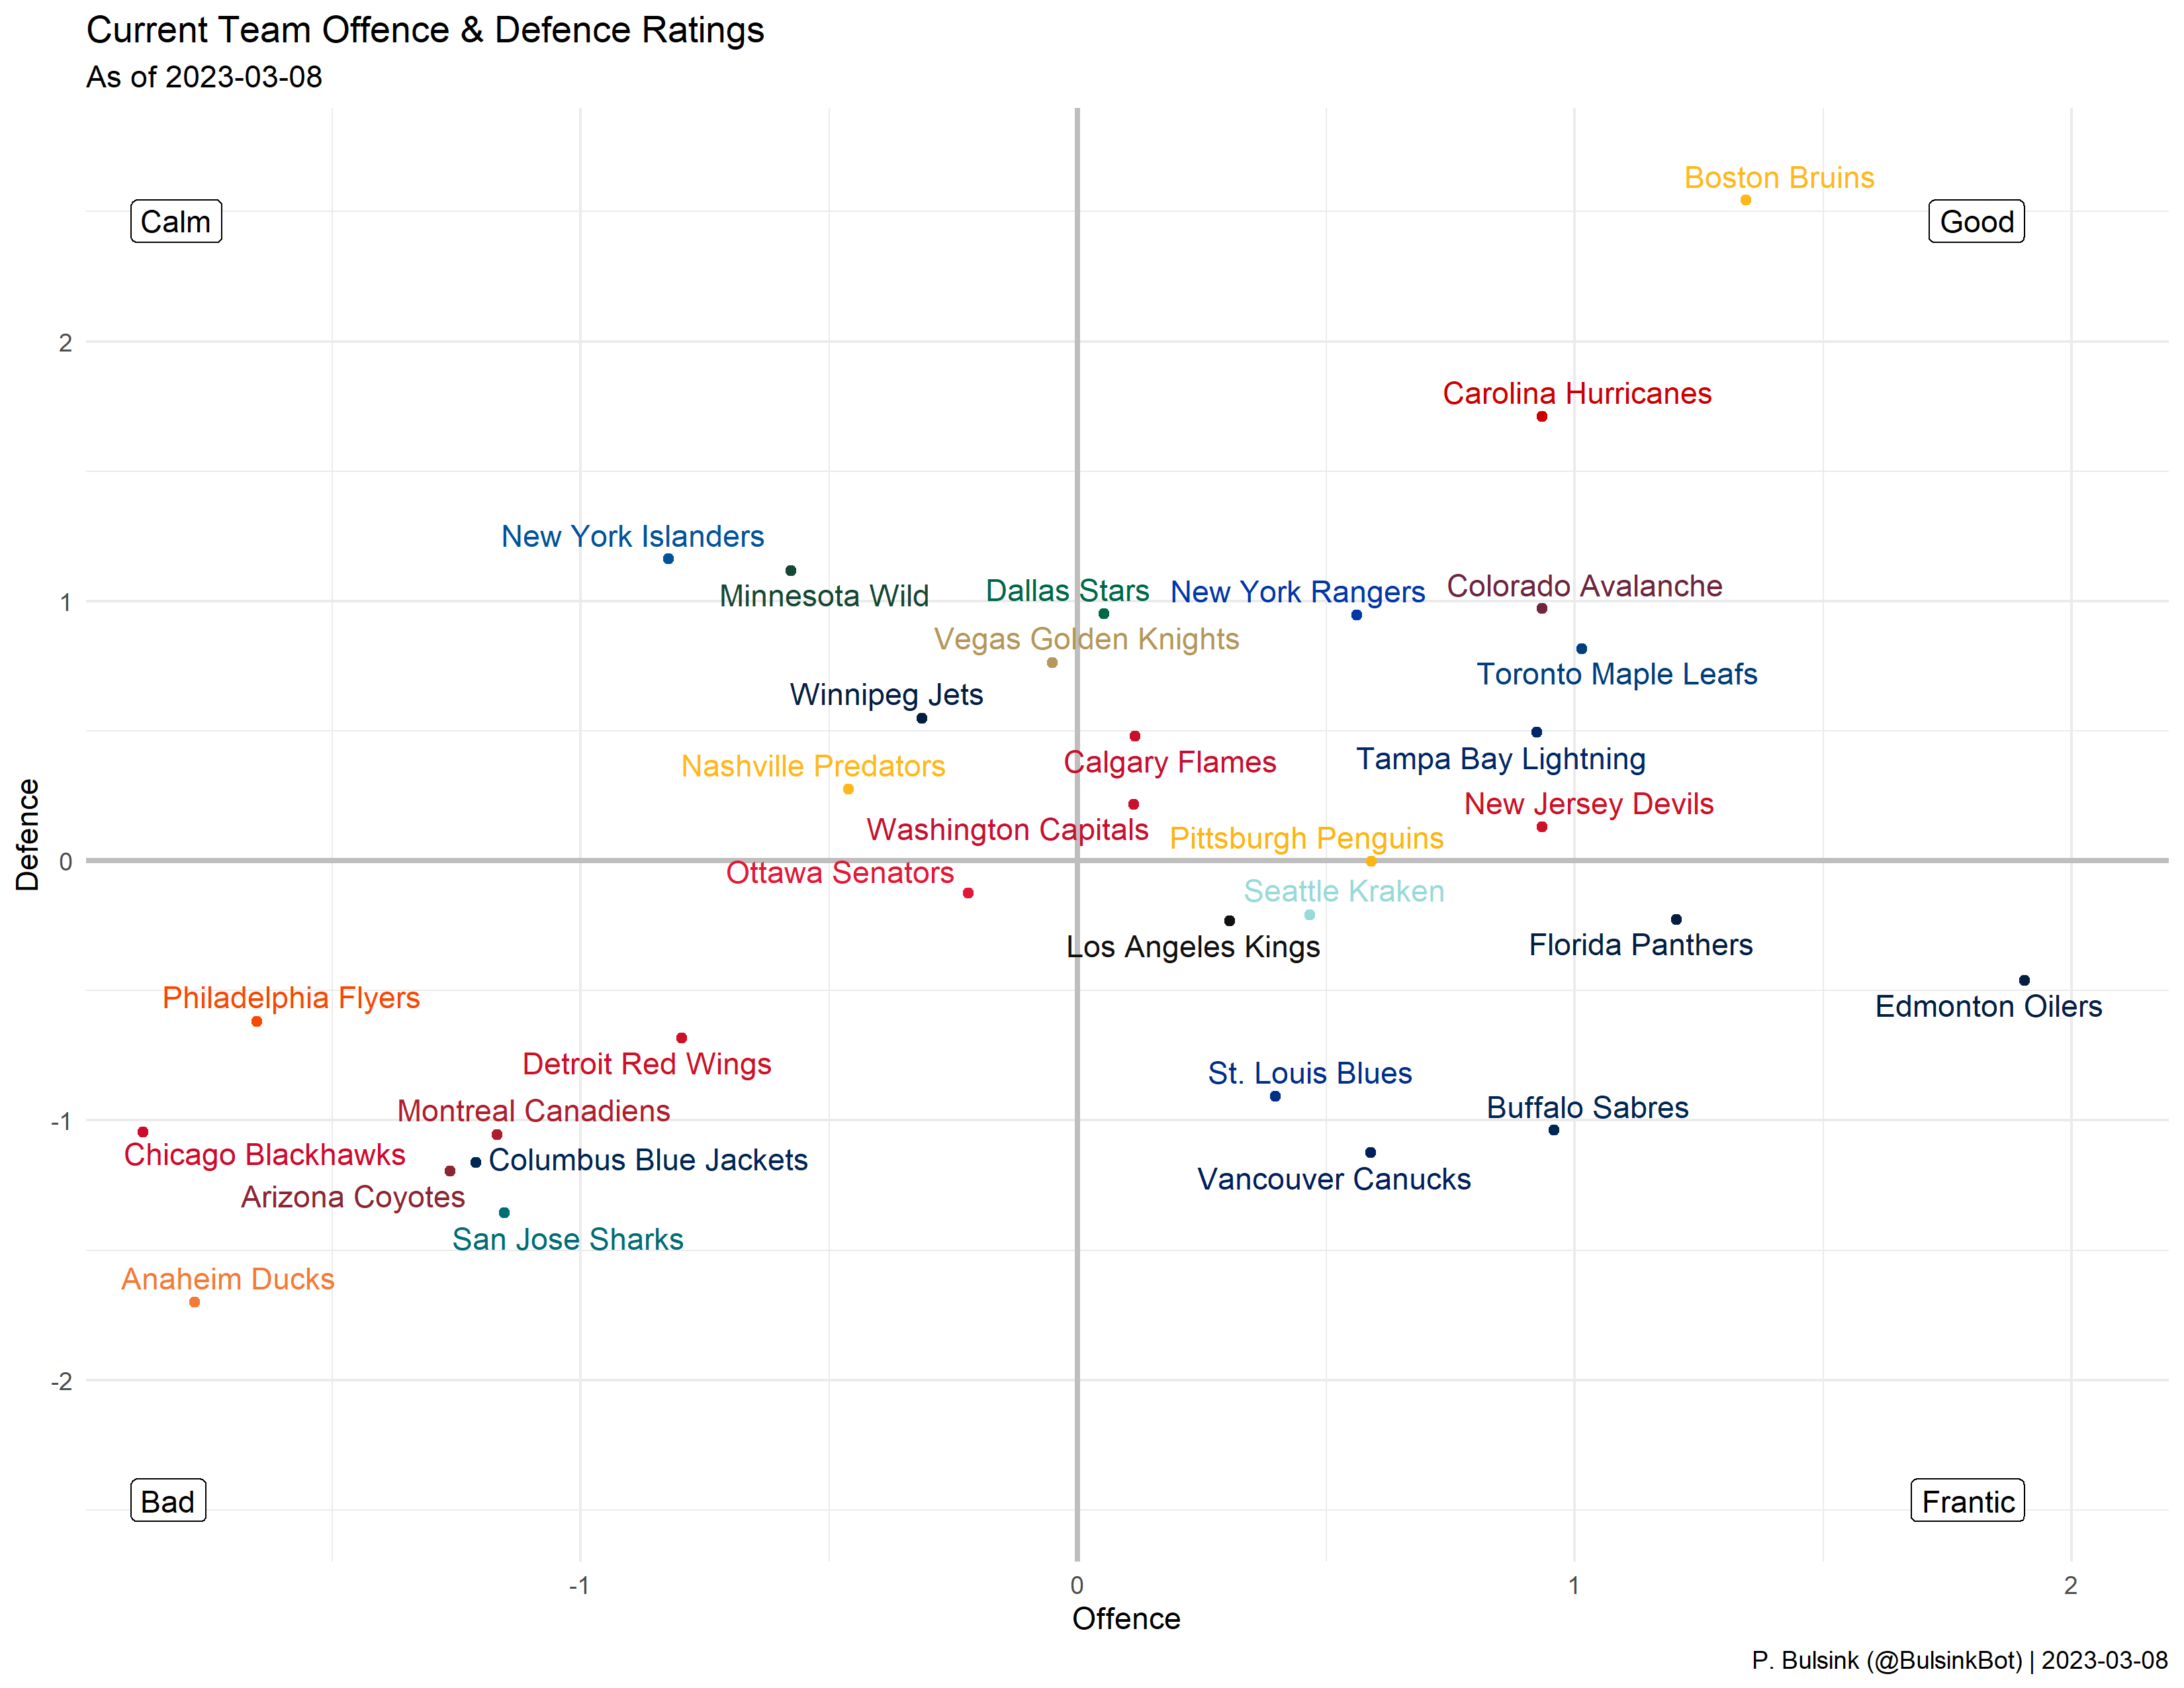 Current Team Offence & Defence Ratings
As of 2023-03-08
Boston Bruins
Calm
Good
2
Carolina Hurricanes
New York Islanders
Minnesota Wild
Dallas Stars
New York Rangers
Colorado Avalanche
1
Vegas Golden Knights
Toronto Maple Leafs
Winnipeg Jets
Calgary Flames
Tampa Bay Lightning
Nashville Predators
New Jersey Devils
Washington Capitals
Pittsburgh Penguins
Defence
0
Ottawa Senators
Seattle Kraken
Los Angeles Kings
Florida Panthers
Philadelphia Flyers
Edmonton Oilers
Detroit Red Wings
St. Louis Blues
Montreal Canadiens
Buffalo Sabres
-1
Chicago Blackhawks
Columbus Blue Jackets
Vancouver Canucks
Arizona Coyotes
San Jose Sharks
Anaheim Ducks
-2
Bad
Frantic
-1
0
1
2
Offence
P. Bulsink (@BulsinkBot) | 2023-03-08